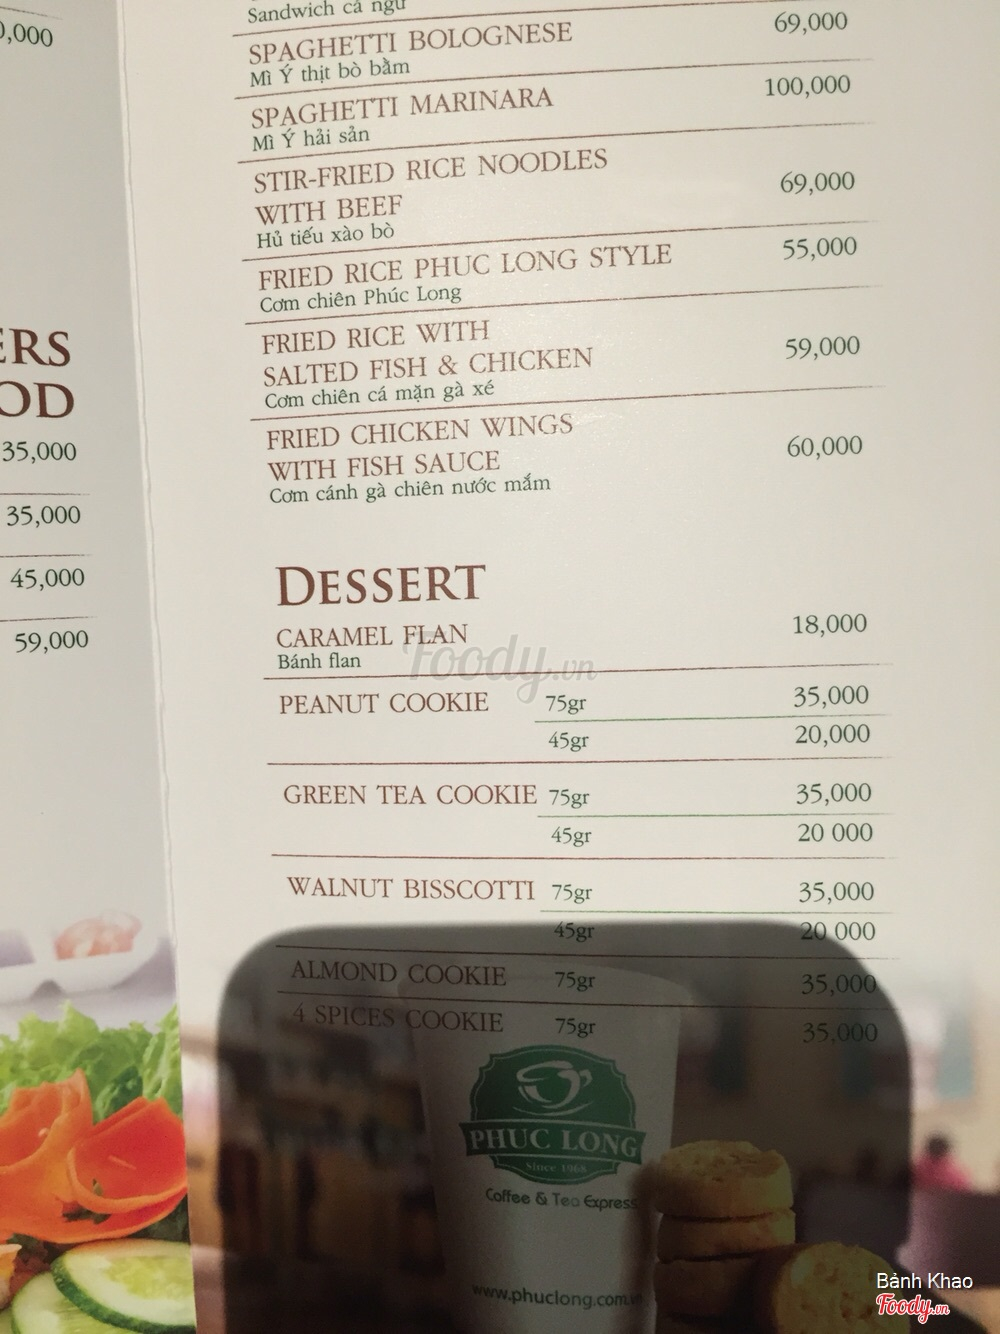 0,000
ERS
OD
35,000
35,000
45,000
59,000
Sandwich cá ngừ
SPAGHETTI BOLOGNESE 69,000
Mì Ý thịt bò bằm
SPAGHETTI MARINARA 100,000
Mì Ý hải sản
STIR-FRIED RICE NOODLES
WITH BEEF 69,000
Hủ tiếu xào bò
FRIED RICE PHUC LONG STYLE 55,000
Cơm chiên Phúc Long
FRIED RICE WITH
SALTED FISH & CHICKEN 59,000
Cơm chiên cá mặn gà xé
FRIED CHICKEN WINGS
WITH FISH SAUCE 60,000
Cơm cánh gà chiên nước mắm
DESSERT
CARAMEL FLAN 18,000
Bánh flan
Foody.vn
PEANUT COOKIE 75gr 35,000
45gr 20,000
GREEN TEA COOKIE 75gr 35,000
45gr 20 000
WALNUT BISSCOTTI 75gr 35,000
45gr 20 000
ALMOND COOKIE 75gr 35,000
4 SPICES COOKIE 75gr 35,000
PHUC LONG
Since 1968
Coffee & Tea Express
www.phuclong.com.vn
Bảnh Khao
Foody.vn